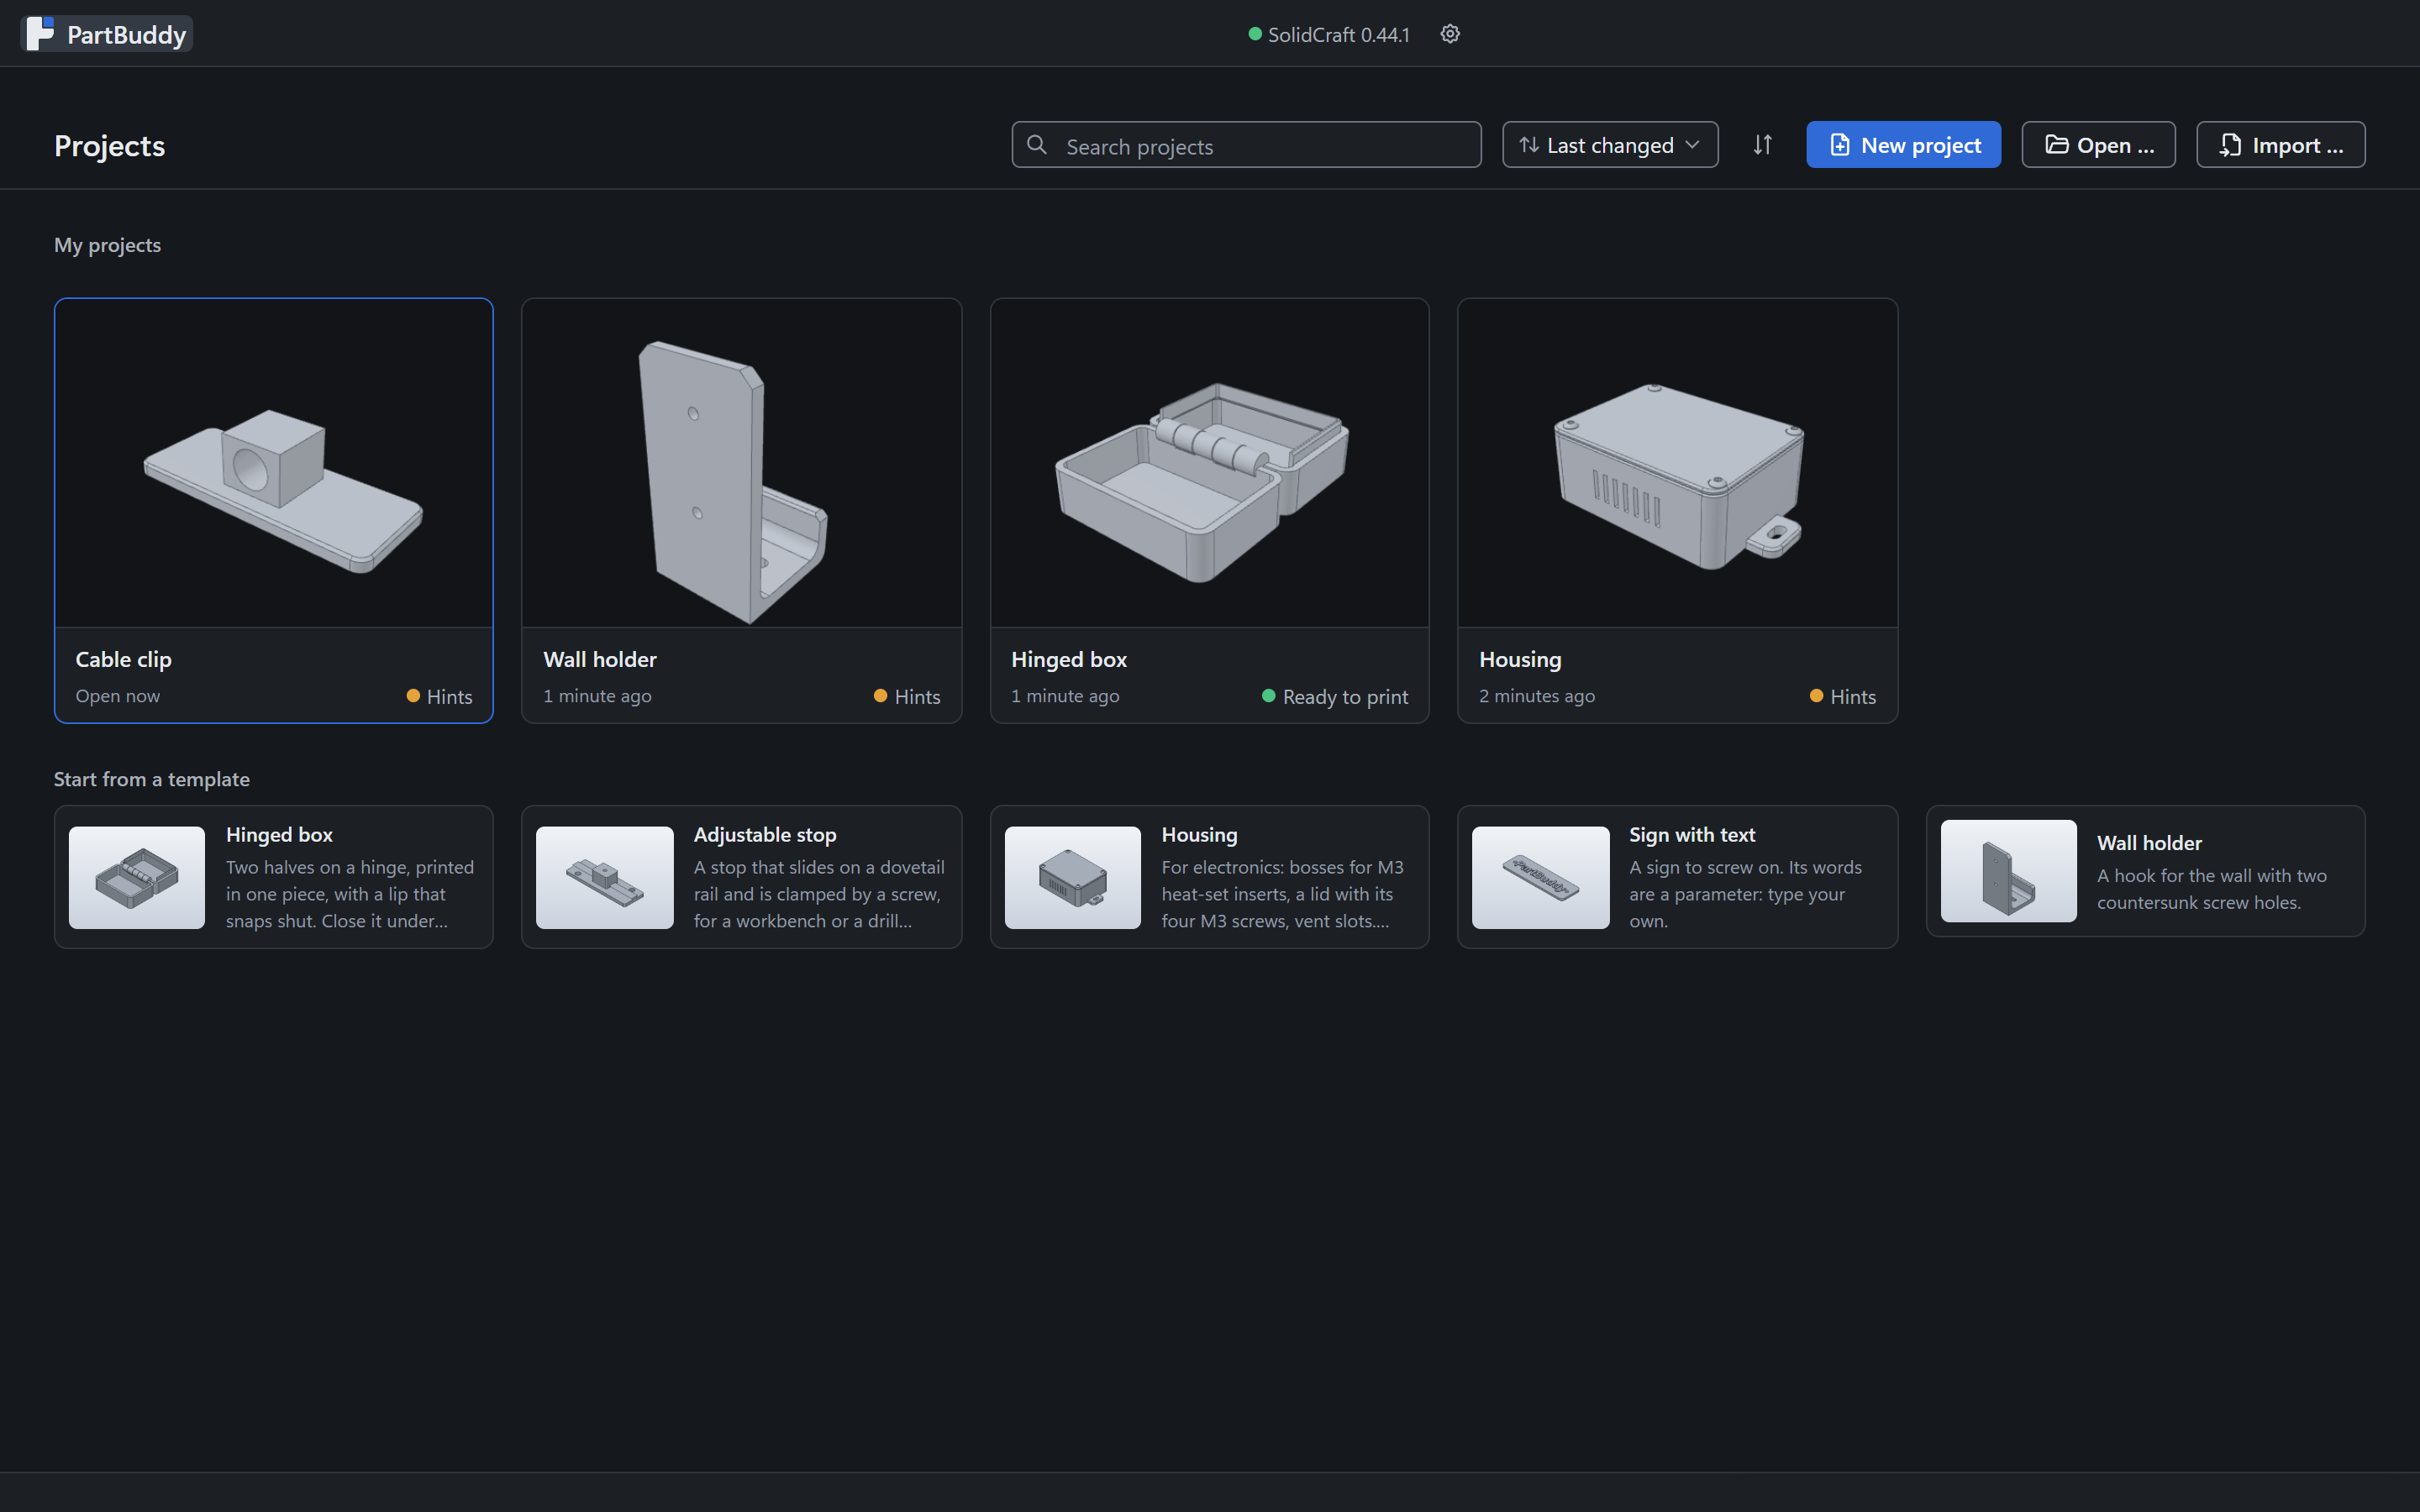 PartBuddy
SolidCraft 0.44.1
Projects
Search projects
Last changed
New project
Open ...
Import ...
My projects
Cable clip
Open now
Hints
Wall holder
1 minute ago
Hints
Hinged box
1 minute ago
Ready to print
Housing
2 minutes ago
Hints
Start from a template
Hinged box
Two halves on a hinge, printed
in one piece, with a lip that
snaps shut. Close it under...
Adjustable stop
A stop that slides on a dovetail
rail and is clamped by a screw,
for a workbench or a drill...
Housing
For electronics: bosses for M3
heat-set inserts, a lid with its
four M3 screws, vent slots....
PartBuddy
Sign with text
A sign to screw on. Its words
are a parameter: type your
own.
Wall holder
A hook for the wall with two
countersunk screw holes.